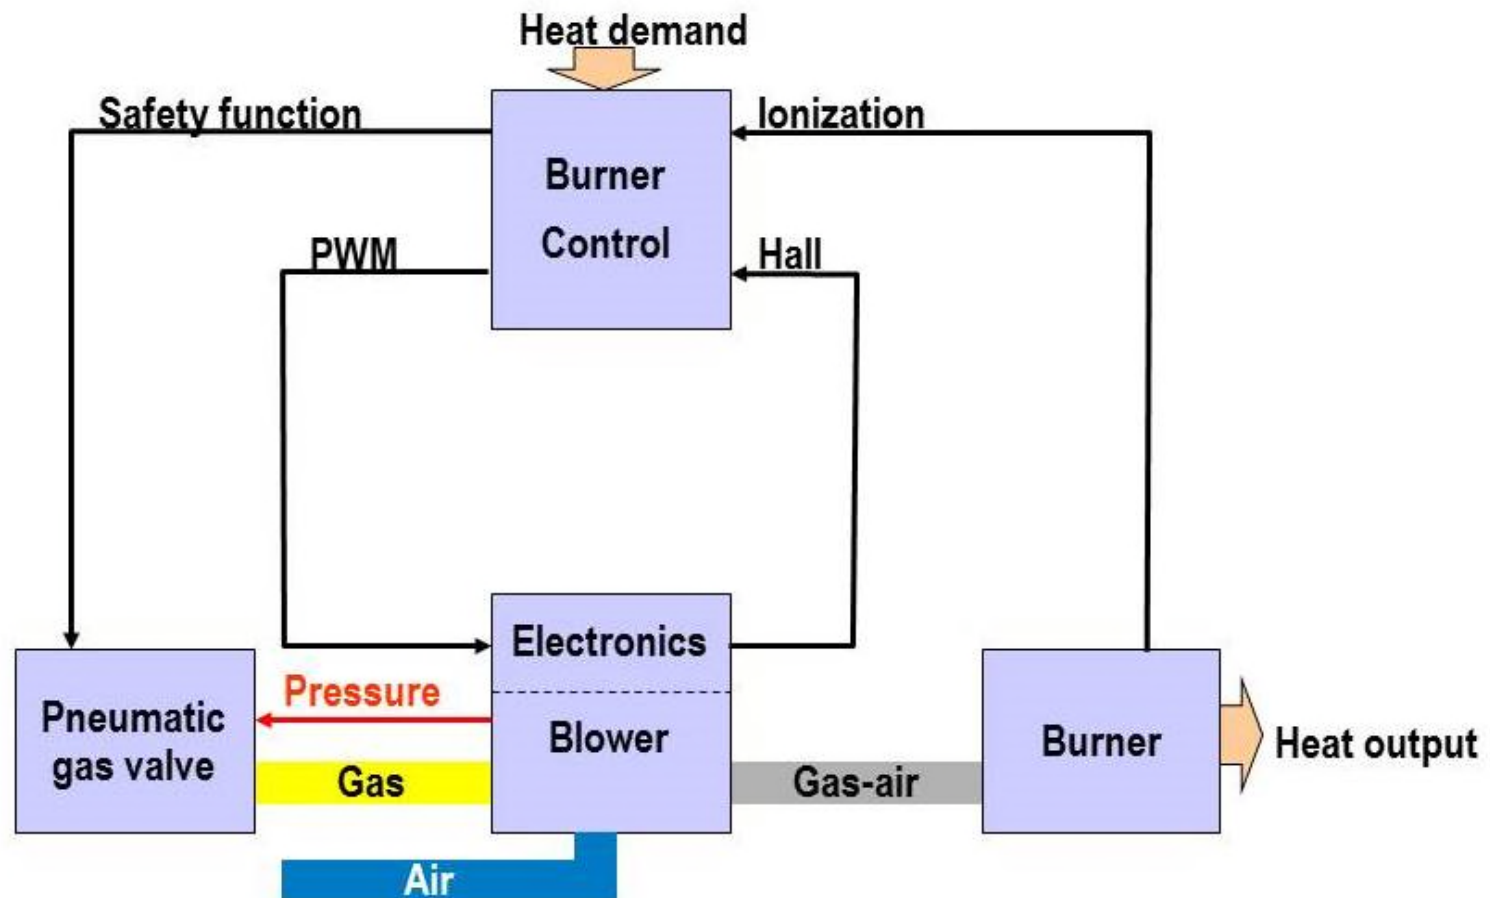 Heat demand
Safety function
Ionization
Burner
Control
PWM
Hall
Electronics
Pressure
Pneumatic
gas valve
Blower
Burner
Heat output
Gas
Gas-air
Air